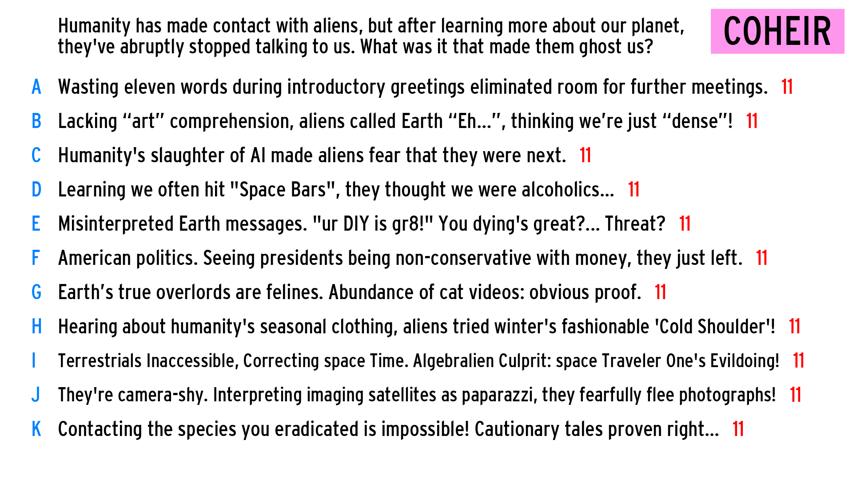 Humanity has made contact with aliens, but after learning more about our planet,
they've abruptly stopped talking to us. What was it that made them ghost us?
COHEIR
A Wasting eleven words during introductory greetings eliminated room for further meetings. 11
B Lacking “art” comprehension, aliens called Earth “Eh...”, thinking we’re just “dense”! 11
C Humanity's slaughter of AI made aliens fear that they were next. 11
D Learning we often hit "Space Bars", they thought we were alcoholics... 11
E Misinterpreted Earth messages. "ur DIY is gr8!" You dying's great?... Threat? 11
F American politics. Seeing presidents being non-conservative with money, they just left. 11
G Earth’s true overlords are felines. Abundance of cat videos: obvious proof. 11
H Hearing about humanity's seasonal clothing, aliens tried winter's fashionable 'Cold Shoulder'! 11
I Terrestrials Inaccessible, Correcting space Time. Algebralien Culprit: space Traveler One's Evildoing! 11
J They're camera-shy. Interpreting imaging satellites as paparazzi, they fearfully flee photographs! 11
K Contacting the species you eradicated is impossible! Cautionary tales proven right... 11